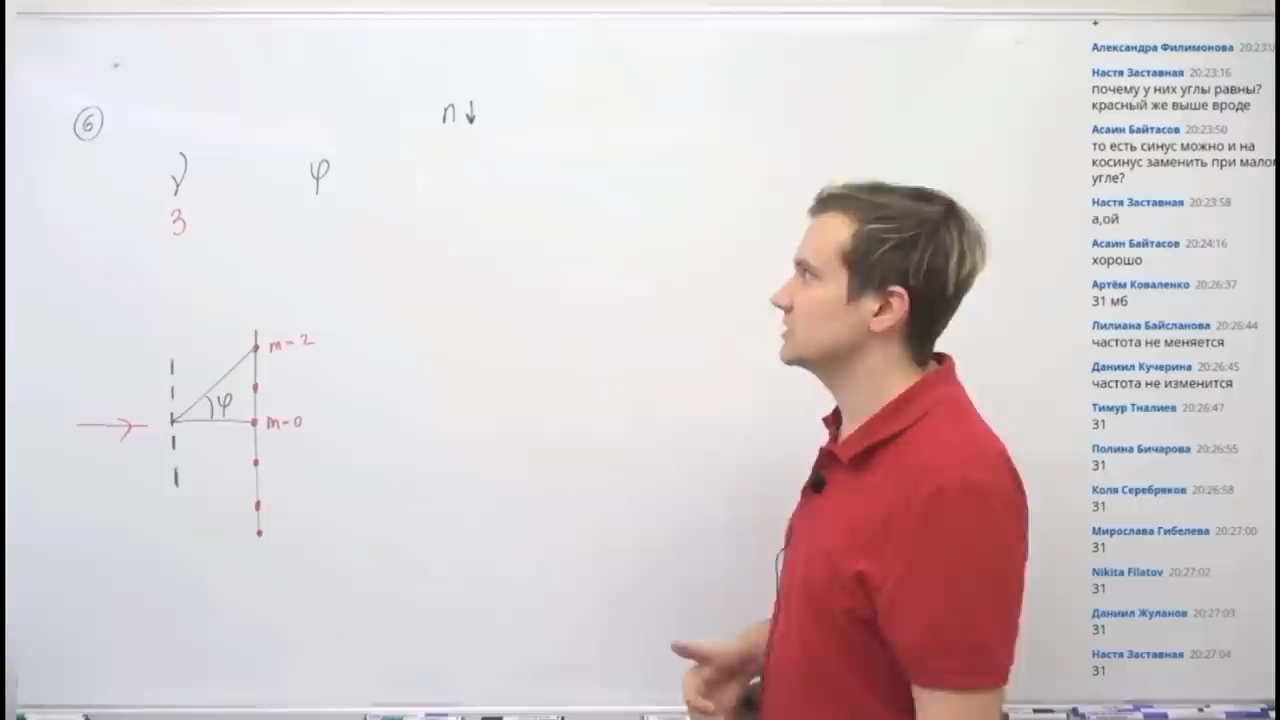 6
n↓
ν
φ
3
m=2
φ
m=0
+
Александра Филимонова
Настя Заставная 20:23:16
почему у них углы равны?
красный же выше вроде
Асаин Байтасов 20:23:50
то есть синус можно и на
косинус заменить при мало
угле?
Настя Заставная 20:23:58
а,ой
Асаин Байтасов 20:24:16
хорошо
Артём Коваленко 20:26:37
31 мб
Лилиана Байсланова 20:26:44
частота не меняется
Даниил Кучерина 20:26:45
частота не изменится
Тимур Тналиев 20:26:47
31
Полина Бичарова 20:26:55
31
Коля Серебряков 20:26:58
31
Мирослава Гибелева 20:27:00
31
Nikita Filatov 20:27:02
31
Даниил Жуланов 20:27:03
31
Настя Заставная 20:27:04
31